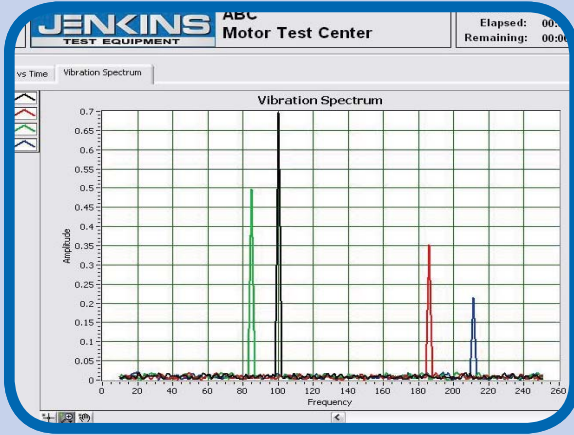 JENKINS
TEST EQUIPMENT
ABC
Motor Test Center
Elapsed: 00:
Remaining: 00:00
vs Time
Vibration Spectrum
Vibration Spectrum
Amplitude
0.7
0.65
0.6
0.55
0.5
0.45
0.4
0.35
0.3
0.25
0.2
0.15
0.1
0.05
0
0 20 40 60 80 100 120 140 160 180 200 220 240 260
Frequency